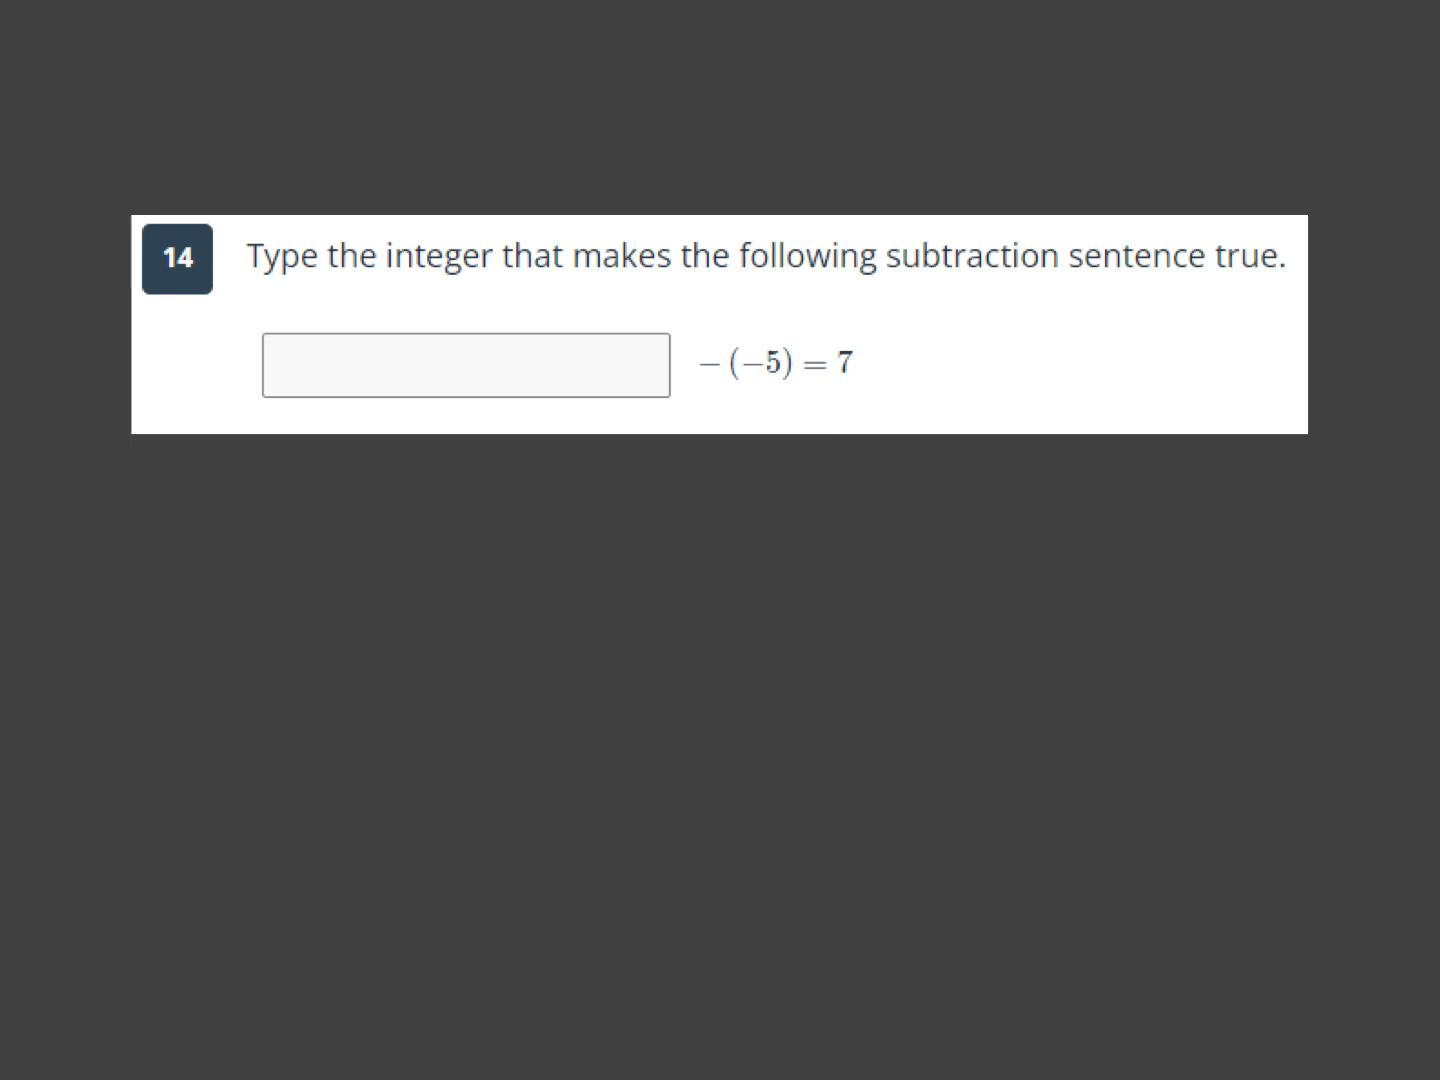 14 Type the integer that makes the following subtraction sentence true.
− (−5) = 7